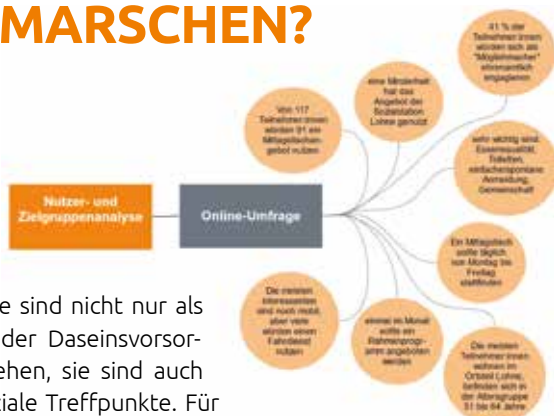 MARSCHEN?
41 % der
Teilnehmer:innen
würden sich als
"Möglichmacher"
ehrenamtlich
engagieren
eine Minderheit
hat das
Angebot der
Sozialstation
Lohne genutzt
Von 117
Teilnehmer:innen
würden 91 ein
Mittagstischan-
gebot nutzen
sehr wichtig sind:
Essensqualität,
Toiletten,
einfache/spontane
Anmeldung,
Gemeinschaft
Nutzer- und
Zielgruppenanalyse
Online-Umfrage
Ein Mittagstisch
sollte täglich
von Montag bis
Freitag
stattfinden
Die meisten
Interessenten
sind noch mobil,
aber viele
würden einen
Fahrdienst
nutzen
einmal im Monat
sollte ein
Rahmenprogr-
amm angeboten
werden
Die meisten
Teilnehmer:innen
wohnen im
Ortsteil Lohne,
befinden sich in
der Altersgruppe
51 bis 64 Jahre
e sind nicht nur als
der Daseinsvorsor-
ehen, sie sind auch
ziale Treffpunkte. Für